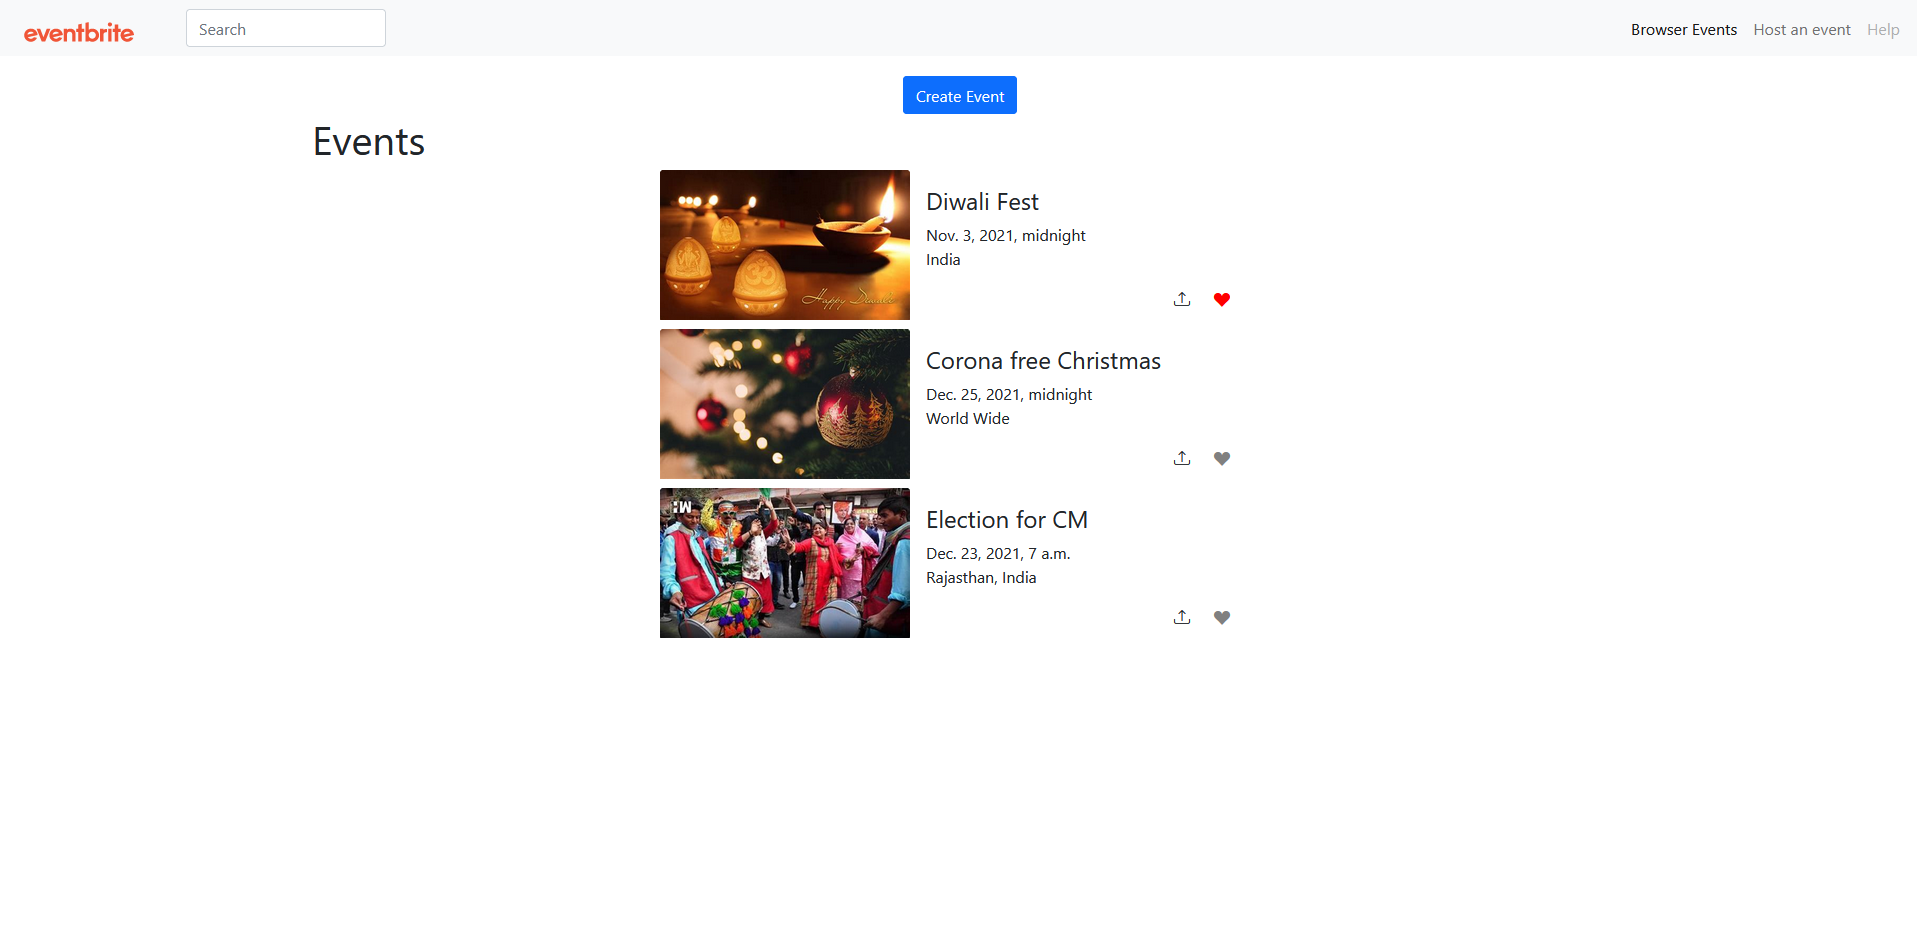 eventbrite
Search
Browser Events
Host an event
Help
Create Event
Events
Happy Diwali
Diwali Fest
Nov. 3, 2021, midnight
India
Corona free Christmas
Dec. 25, 2021, midnight
World Wide
Election for CM
Dec. 23, 2021, 7 a.m.
Rajasthan, India